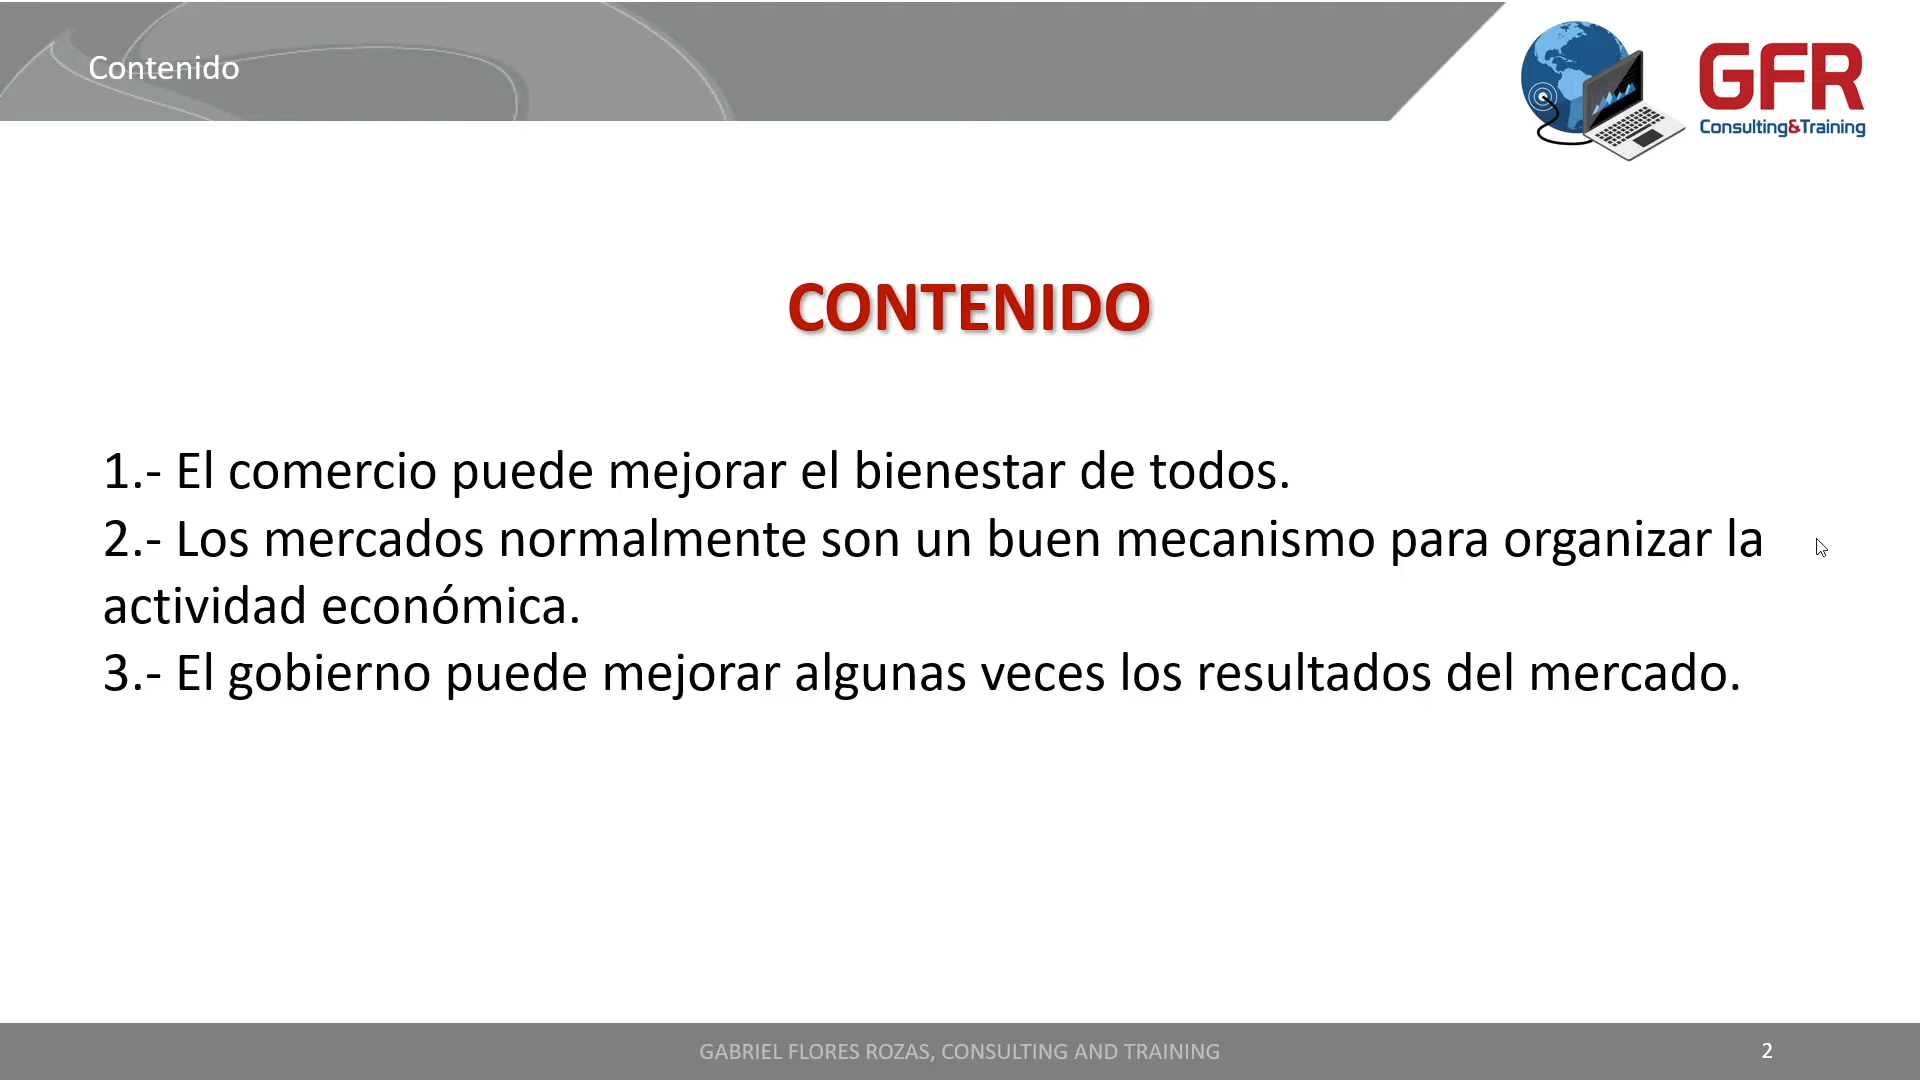 Contenido
GFR
Consulting&Training
CONTENIDO
1.- El comercio puede mejorar el bienestar de todos.
2.- Los mercados normalmente son un buen mecanismo para organizar la
actividad económica.
3.- El gobierno puede mejorar algunas veces los resultados del mercado.
GABRIEL FLORES ROZAS, CONSULTING AND TRAINING
2